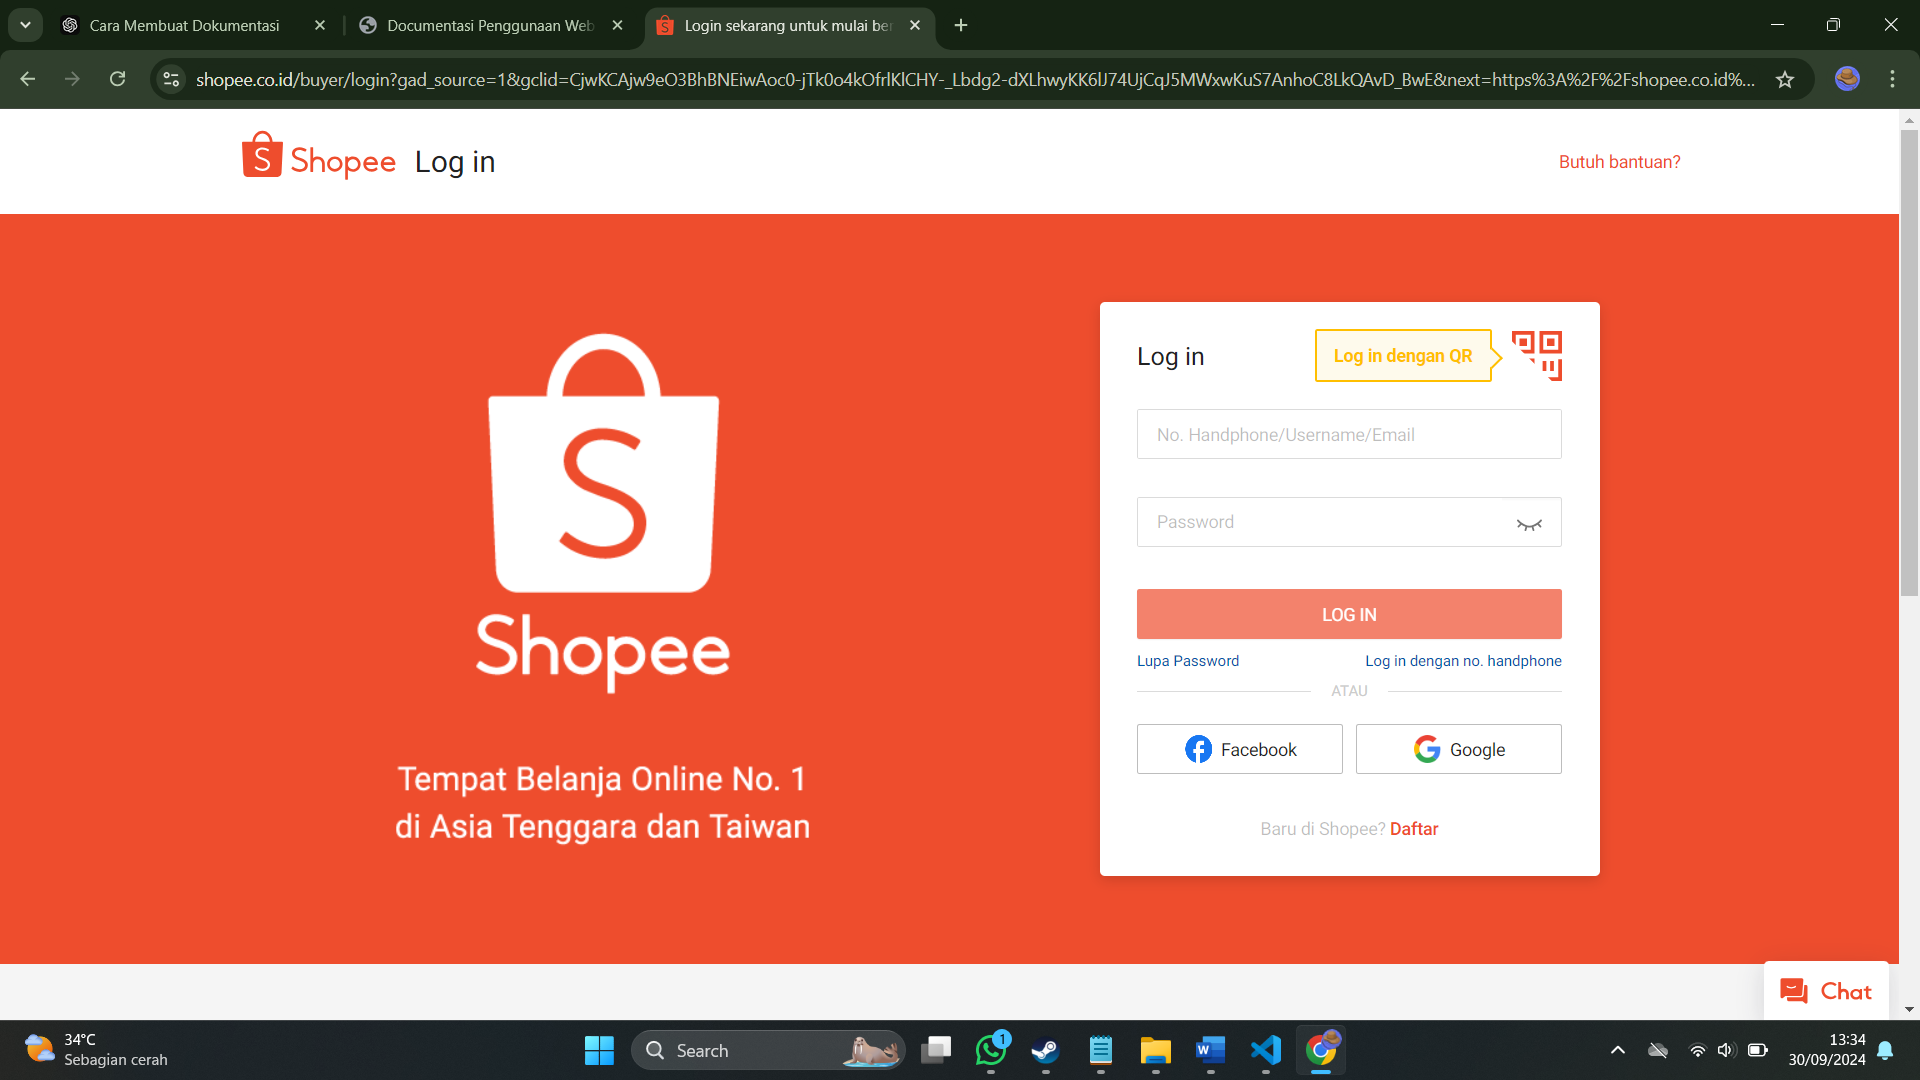 Cara Membuat Dokumentasi
Documentasi Penggunaan Web
Login sekarang untuk mulai ber
shopee.co.id/buyer/login?gad_source=1&gclid=CjwKCAjw9eO3BhBNEiwAoc0-jTk0o4kOfrlKlCHY-_Lbdg2-dXLhwyKK6lJ74UjCqJ5MWxwKuS7AnhoC8LkQAvD_BwE&next=https%3A%2F%2Fshopee.co.id%...
Shopee Log in
Butuh bantuan?
S
Shopee
Tempat Belanja Online No. 1
di Asia Tenggara dan Taiwan
Log in
Log in dengan QR
No. Handphone/Username/Email
Password
LOG IN
Lupa Password
Log in dengan no. handphone
ATAU
Facebook
Google
Baru di Shopee? Daftar
Chat
34°C
Sebagian cerah
Search
1
13:34
30/09/2024